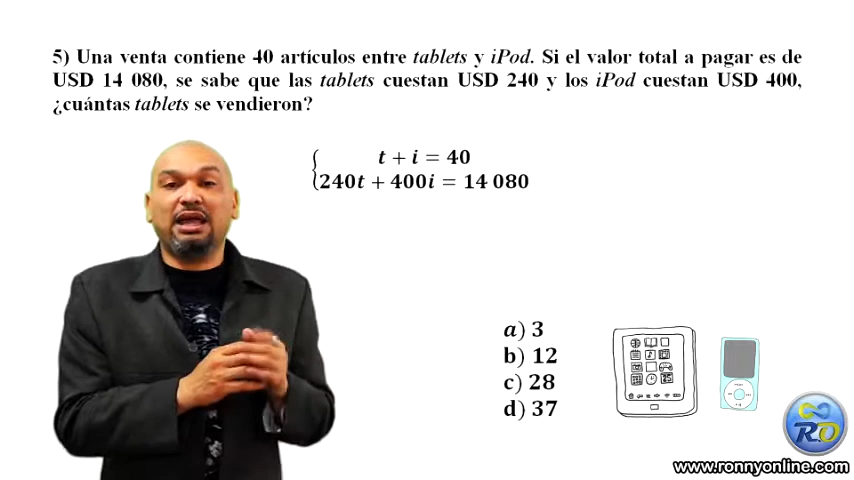 5) Una venta contiene 40 artículos entre tablets y iPod. Si el valor total a pagar es de
USD 14 080, se sabe que las tablets cuestan USD 240 y los iPod cuestan USD 400,
¿cuántas tablets se vendieron?
t + i = 40
240t + 400i = 14 080
a) 3
b) 12
c) 28
d) 37
RO
www.ronnyonline.com